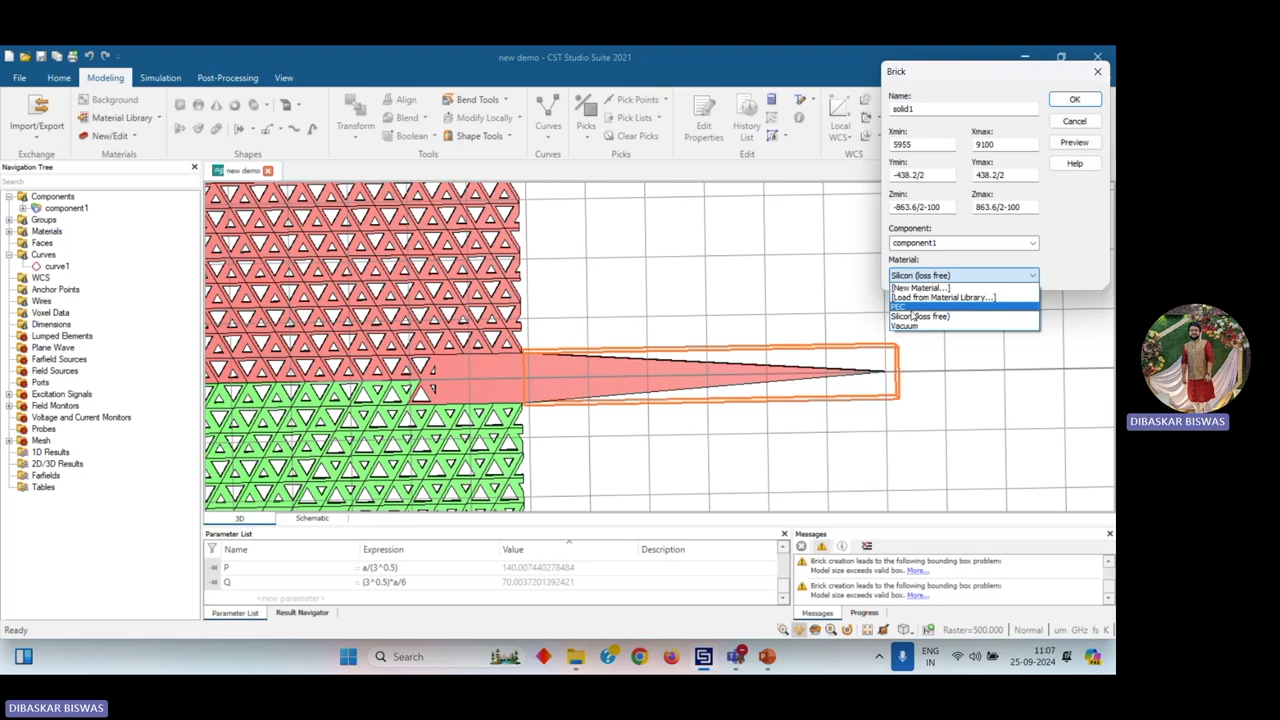 new demo - CST Studio Suite 2021
File Home Modeling Simulation Post-Processing View
Import/Export
Exchange
Background
Material Library
New/Edit
Materials
Shapes
Transform
Align
Blend
Boolean
Bend Tools
Modify Locally
Shape Tools
Tools
Curves
Curves
Picks
Pick Points
Pick Lists
Clear Picks
Picks
Edit Properties
History List
Edit
Local WCS
WCS
Brick
Name:
solid1
OK
Xmin: Xmax:
5955 9100
Cancel
Preview
Ymin: Ymax:
-438.2/2 438.2/2
Help
Zmin: Zmax:
-863.6/2-100 863.6/2-100
Component:
component1
Material:
Silicon (loss free)
[New Material...]
[Load from Material Library...]
PEC
Silicon (loss free)
Vacuum
Navigation Tree
Search
Components
component1
Groups
Materials
Faces
Curves
curve1
WCS
Anchor Points
Wires
Voxel Data
Dimensions
Lumped Elements
Plane Wave
Farfield Sources
Field Sources
Ports
Excitation Signals
Field Monitors
Voltage and Current Monitors
Probes
Mesh
1D Results
2D/3D Results
Farfields
Tables
new demo
3D Schematic
Parameter List
Name Expression Value Description
P = a/(3^0.5) 140.007440278484
Q = (3^0.5)*a/6 70.0037201392421
<new parameter>
Parameter List Result Navigator
Messages
Brick creation leads to the following bounding box problem:
Model size exceeds valid box. More...
Brick creation leads to the following bounding box problem:
Model size exceeds valid box. More...
Messages Progress
Ready
Raster=500.000 Normal um GHz fs K
Search
ENG
IN
11:07
25-09-2024
DIBASKAR BISWAS
DIBASKAR BISWAS